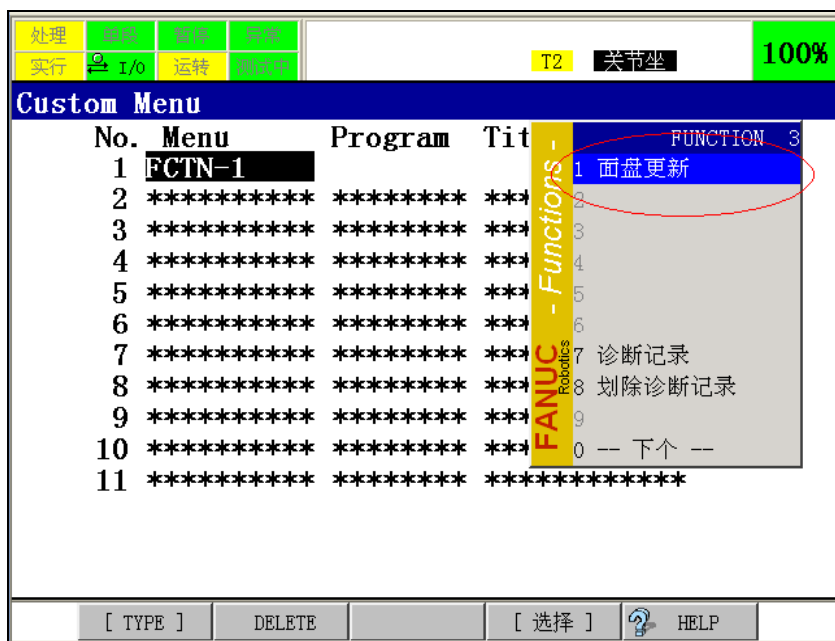 处理 单段 暂停 异常
实行 I/O 运转 测试中 T2 关节坐 100%
Custom Menu
No. Menu Program Tit
1 FCTN-1
2 ********** ******** ***
3 ********** ******** ***
4 ********** ******** ***
5 ********** ******** ***
6 ********** ******** ***
7 ********** ******** ***
8 ********** ******** ***
9 ********** ******** ***
10 ********** ******** ***
11 ********** ******** ************
FANUC Robotics - Functions -
FUNCTION 3
1 面盘更新
2
3
4
5
6
7 诊断记录
8 划除诊断记录
9
0 -- 下个 --
[ TYPE ] DELETE [ 选择 ] HELP